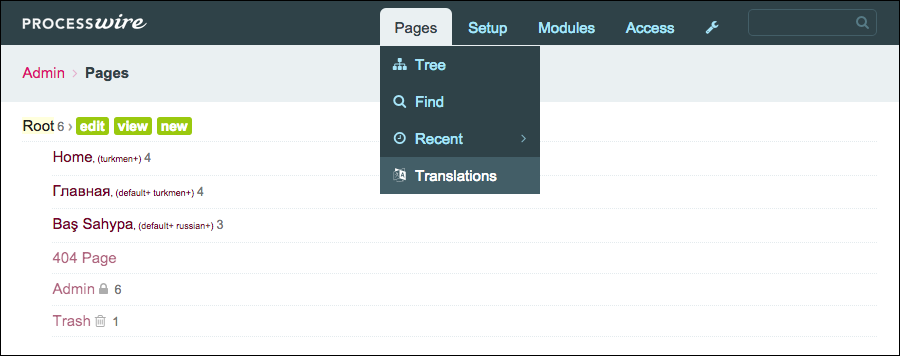 PROCESSwire Pages Setup Modules Access
Tree
Admin > Pages
Find
Root 6 › edit view new
Recent >
Home, (turkmen+) 4
Translations
Главная, (default+ turkmen+) 4
Baş Sahypa, (default+ russian+) 3
404 Page
Admin 6
Trash 1